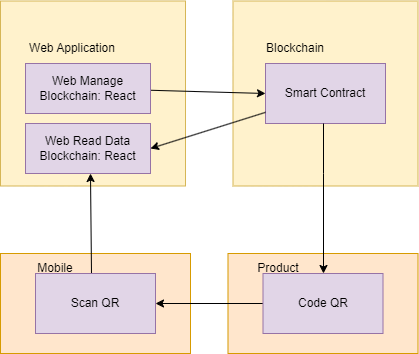 Web Application
Web Manage
Blockchain: React
Web Read Data
Blockchain: React
Blockchain
Smart Contract
Mobile
Scan QR
Product
Code QR